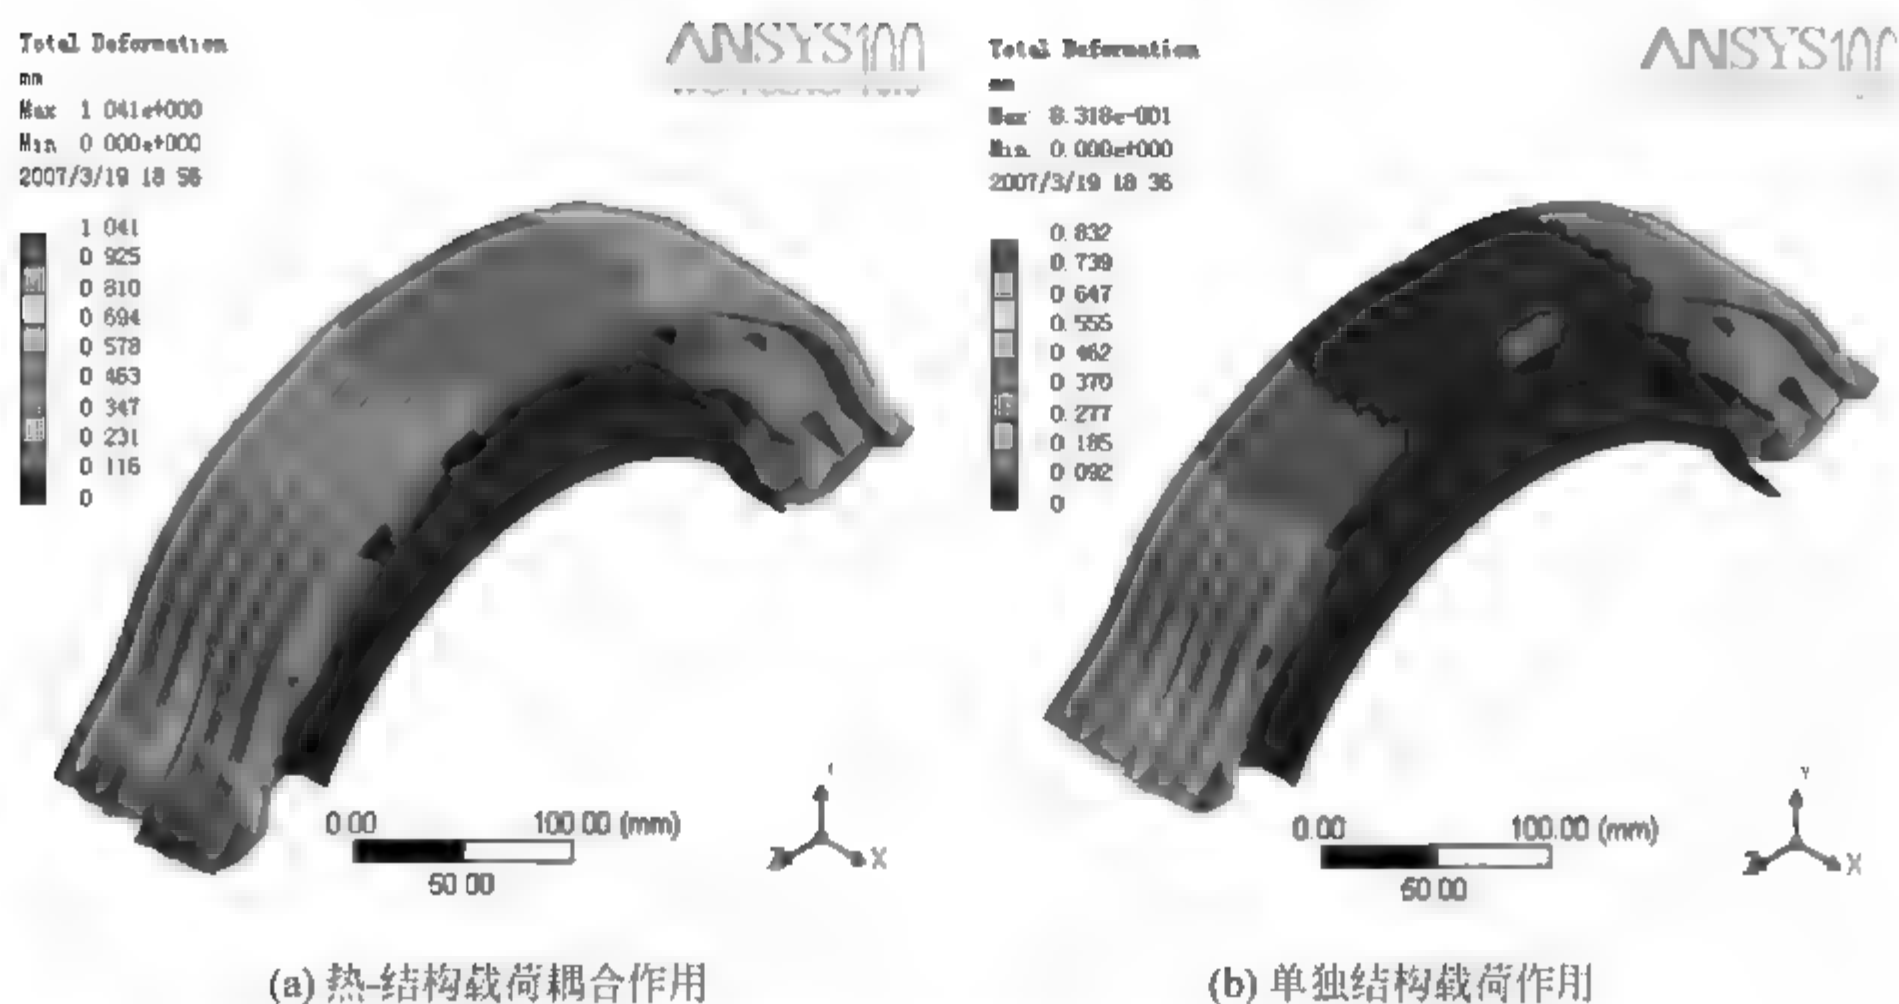 Total Deformation
mm
Max 1 041e+000
Min 0 000e+000
2007/3/19 18 56
1 041
0 925
0 810
0 694
0 578
0 463
0 347
0 231
0 116
0
ANSYS
0 00
100 00 (mm)
50 00
Z
X
(a) 热-结构载荷耦合作用
Total Deformation
mm
Max 8.318e-001
Min 0.000e+000
2007/3/19 18 36
0.832
0.739
0 647
0.555
0 462
0 370
0.277
0 185
0 092
0
ANSYS
0.00
100.00 (mm)
50 00
Y
Z
X
(b) 单独结构载荷作用